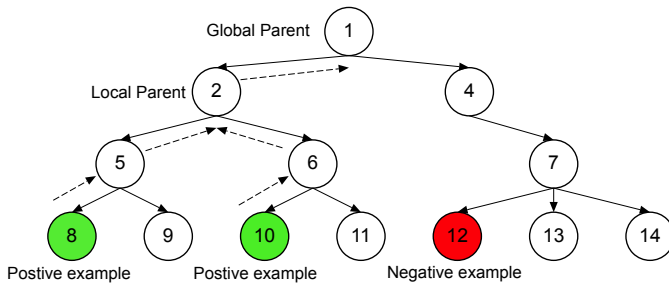 Global Parent
1
Local Parent
2
4
5
6
7
8
9
10
11
12
13
14
Postive example
Postive example
Negative example